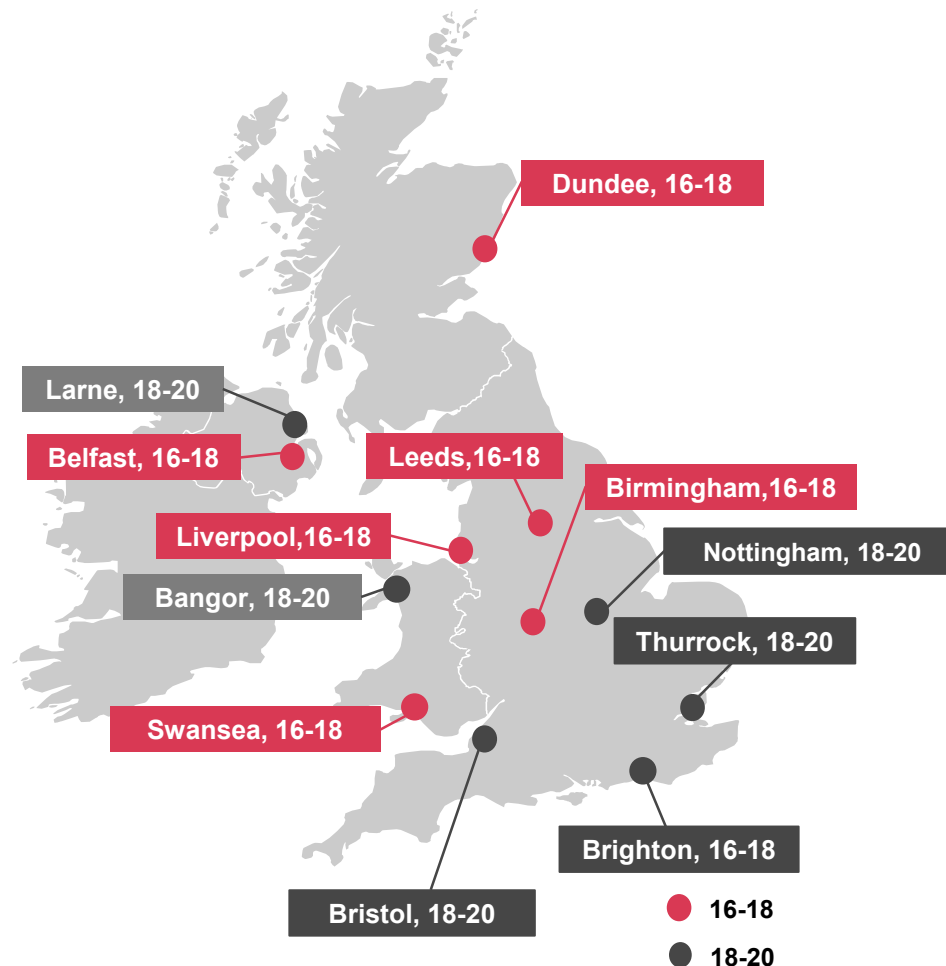 Dundee, 16-18
Larne, 18-20
Belfast, 16-18
Leeds,16-18
Birmingham,16-18
Liverpool,16-18
Nottingham, 18-20
Bangor, 18-20
Thurrock, 18-20
Swansea, 16-18
Brighton, 16-18
Bristol, 18-20
16-18
18-20